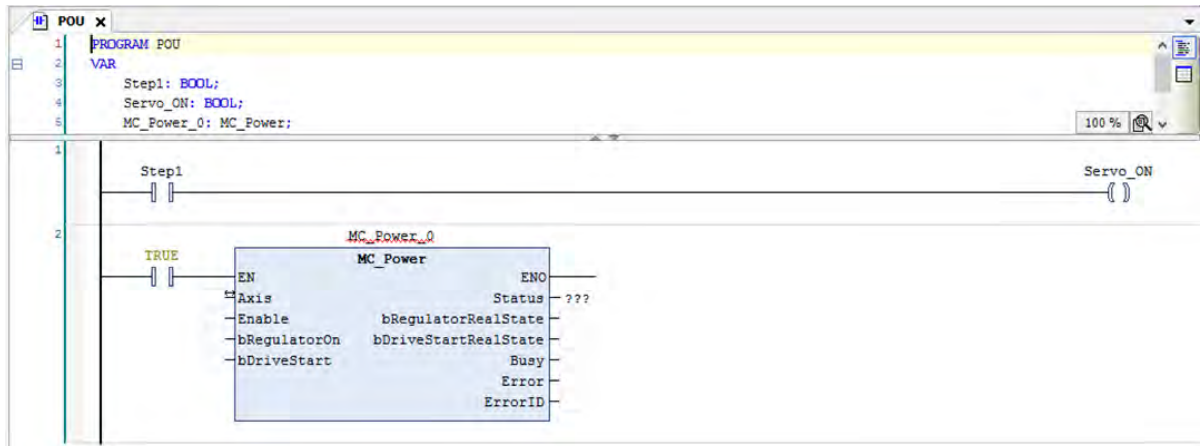 POU
1 PROGRAM POU
2 VAR
3 Step1: BOOL;
4 Servo_ON: BOOL;
5 MC_Power_0: MC_Power;
100 %
1
Step1 Servo_ON
2
MC_Power_0
TRUE MC_Power
EN ENO
Axis Status ???
Enable bRegulatorRealState
bRegulatorOn bDriveStartRealState
bDriveStart Busy
Error
ErrorID